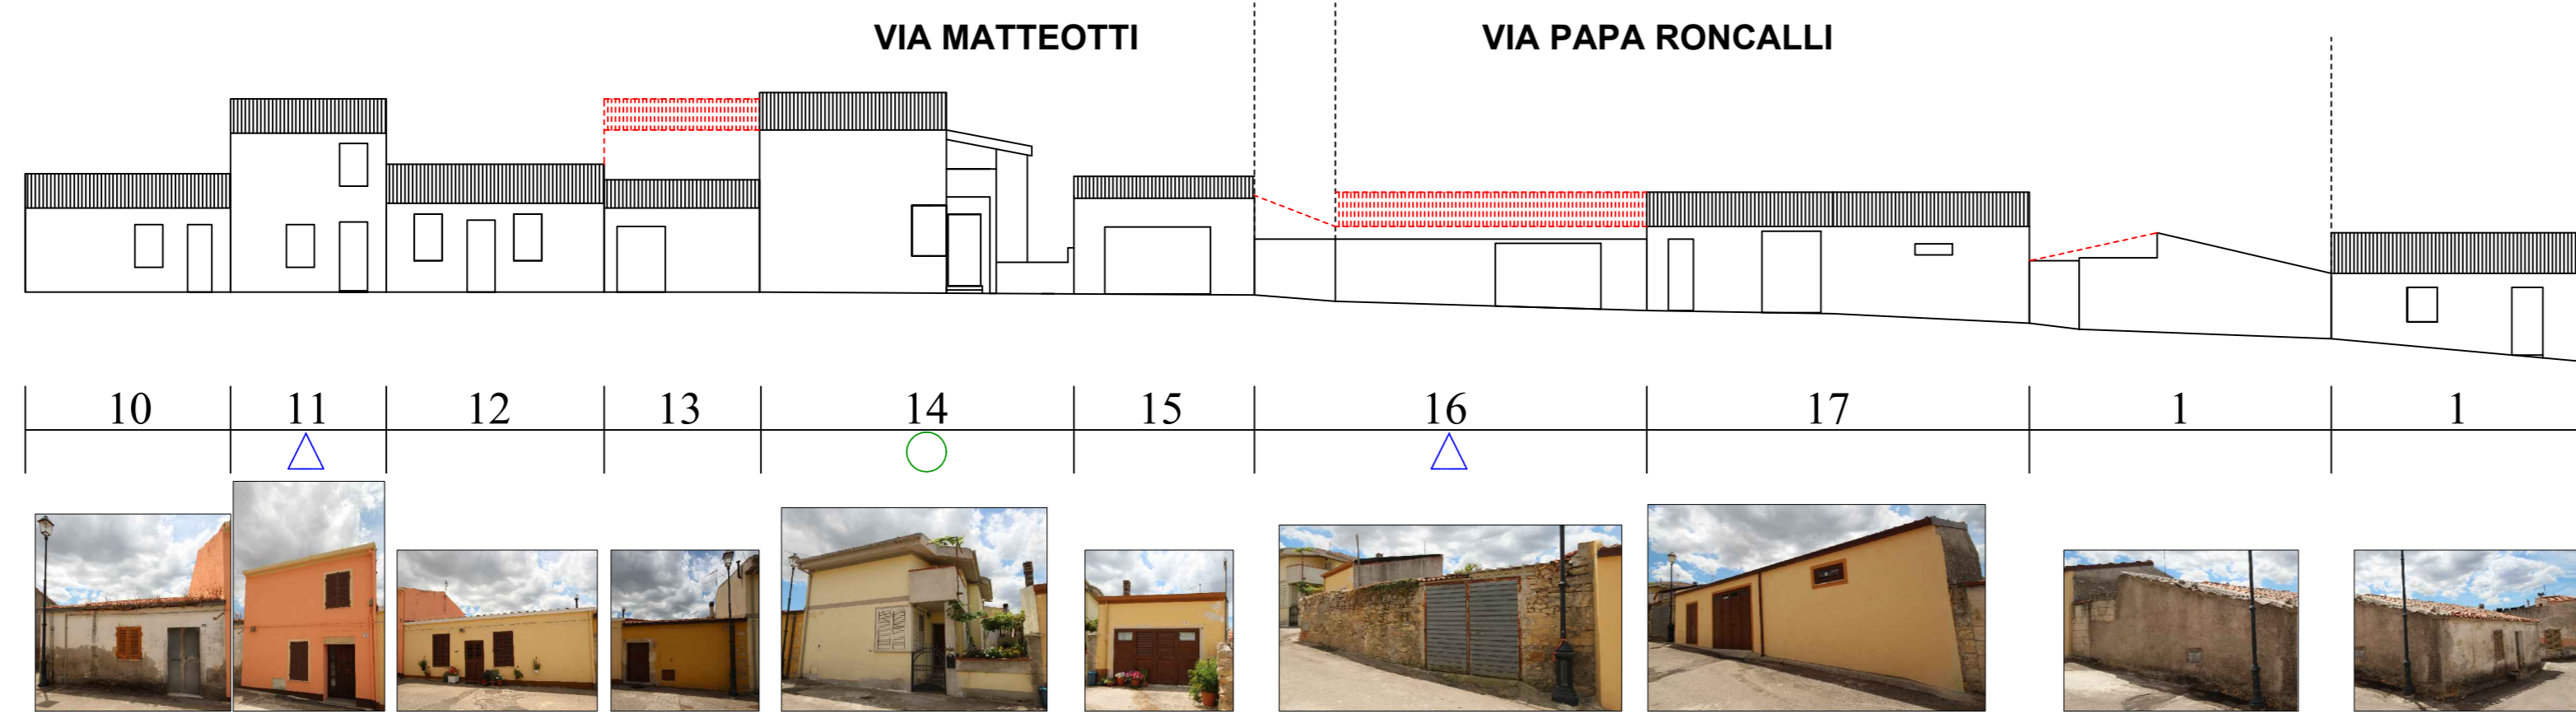 VIA MATTEOTTI
VIA PAPA RONCALLI
10 11 12 13 14 15 16 17 1 1